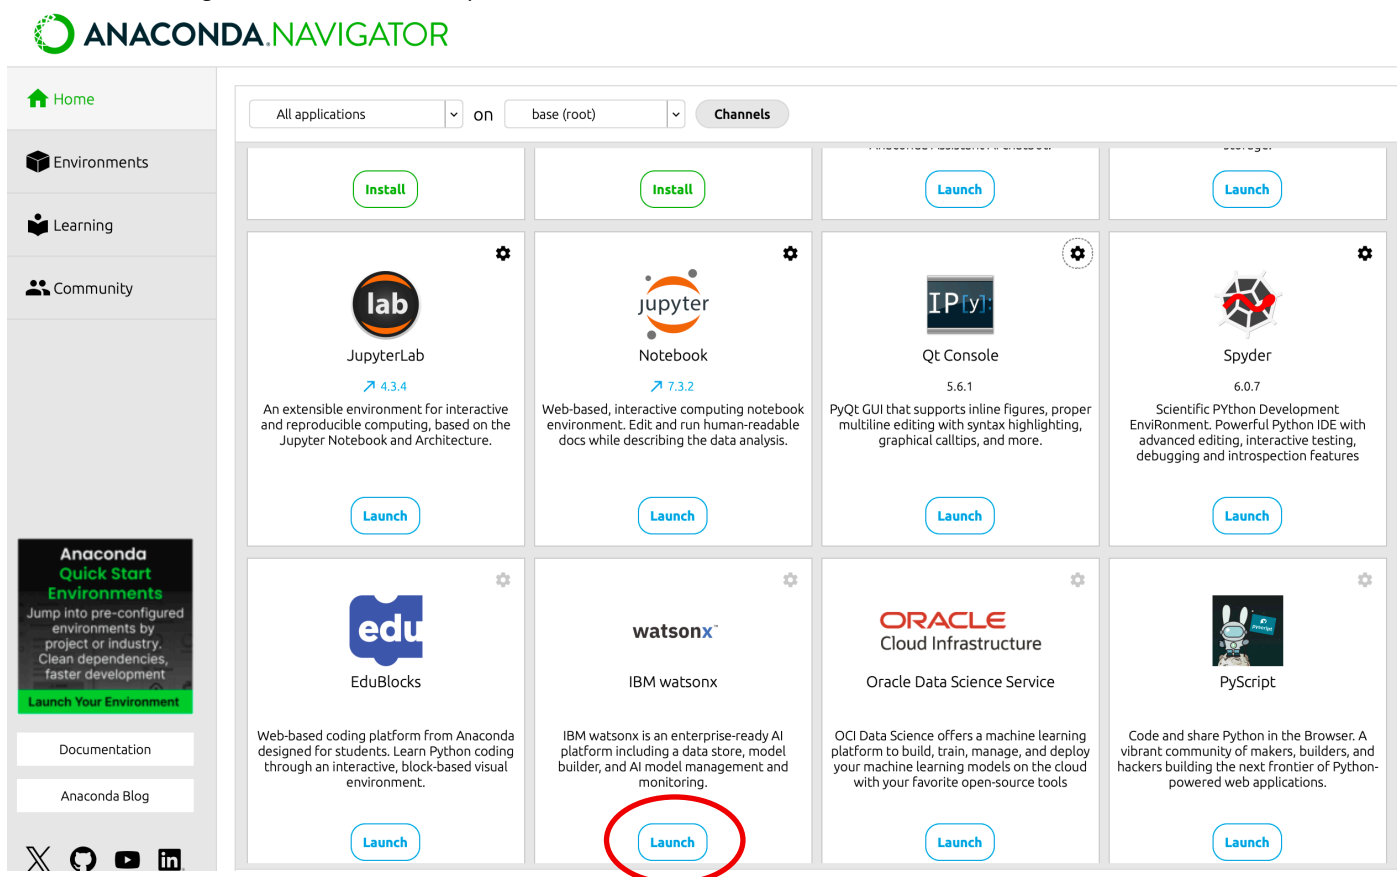 ANACONDA.NAVIGATOR
Home
Environments
Learning
Community
Anaconda
Quick Start
Environments
Jump into pre-configured
environments by
project or industry.
Clean dependencies,
faster development
Launch Your Environment
Documentation
Anaconda Blog
All applications
on
base (root)
Channels
Install
Install
Launch
Launch
lab
JupyterLab
4.3.4
An extensible environment for interactive
and reproducible computing, based on the
Jupyter Notebook and Architecture.
Launch
jupyter
Notebook
7.3.2
Web-based, interactive computing notebook
environment. Edit and run human-readable
docs while describing the data analysis.
Launch
IP[y]:
Qt Console
5.6.1
PyQt GUI that supports inline figures, proper
multiline editing with syntax highlighting,
graphical calltips, and more.
Launch
Spyder
6.0.7
Scientific PYthon Development
EnviRonment. Powerful Python IDE with
advanced editing, interactive testing,
debugging and introspection features
Launch
edu
EduBlocks
Web-based coding platform from Anaconda
designed for students. Learn Python coding
through an interactive, block-based visual
environment.
Launch
watsonx™
IBM watsonx
IBM watsonx is an enterprise-ready AI
platform including a data store, model
builder, and AI model management and
monitoring.
Launch
ORACLE
Cloud Infrastructure
Oracle Data Science Service
OCI Data Science offers a machine learning
platform to build, train, manage, and deploy
your machine learning models on the cloud
with your favorite open-source tools
Launch
pyscript
PyScript
Code and share Python in the Browser. A
vibrant community of makers, builders, and
hackers building the next frontier of Python-
powered web applications.
Launch